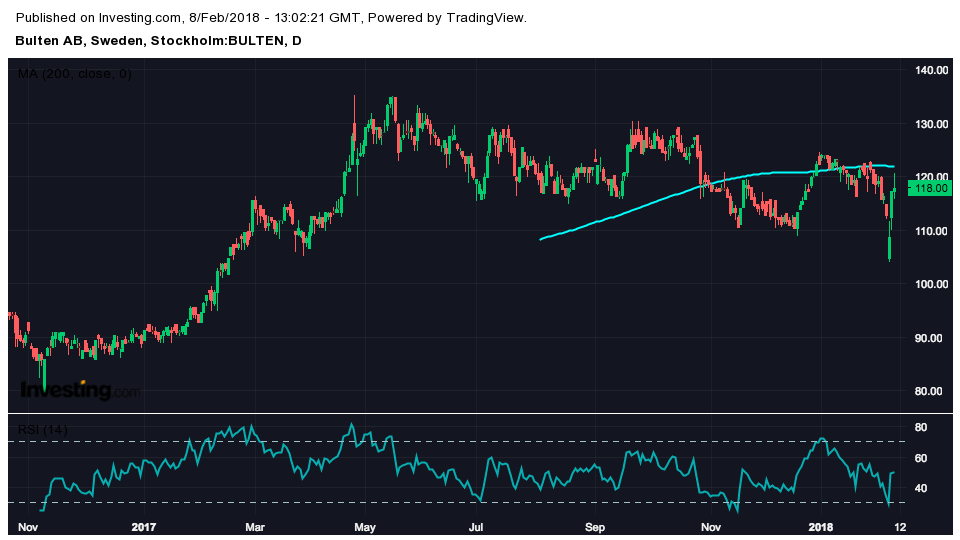 Published on Investing.com, 8/Feb/2018 - 13:02:21 GMT, Powered by TradingView.
Bulten AB, Sweden, Stockholm:BULTEN, D
MA (200, close, 0)
140.00
130.00
120.00
118.00
110.00
100.00
90.00
80.00
Investing.com
RSI (14)
80
60
40
Nov 2017 Mar May Jul Sep Nov 2018 12